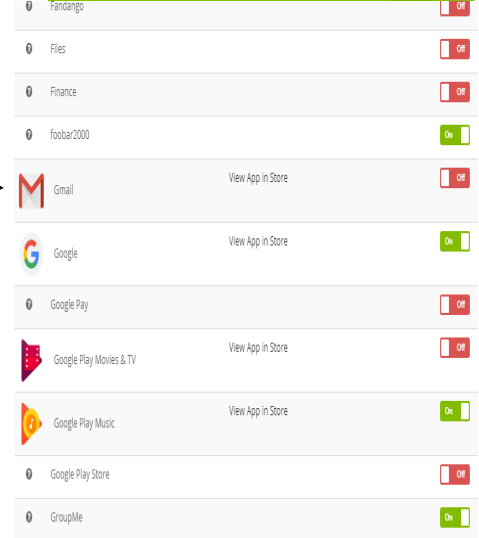 Fandango Off
Files Off
Finance Off
foobar2000 On
Gmail View App in Store Off
Google View App in Store On
Google Pay Off
Google Play Movies & TV View App in Store Off
Google Play Music View App in Store On
Google Play Store Off
GroupMe On